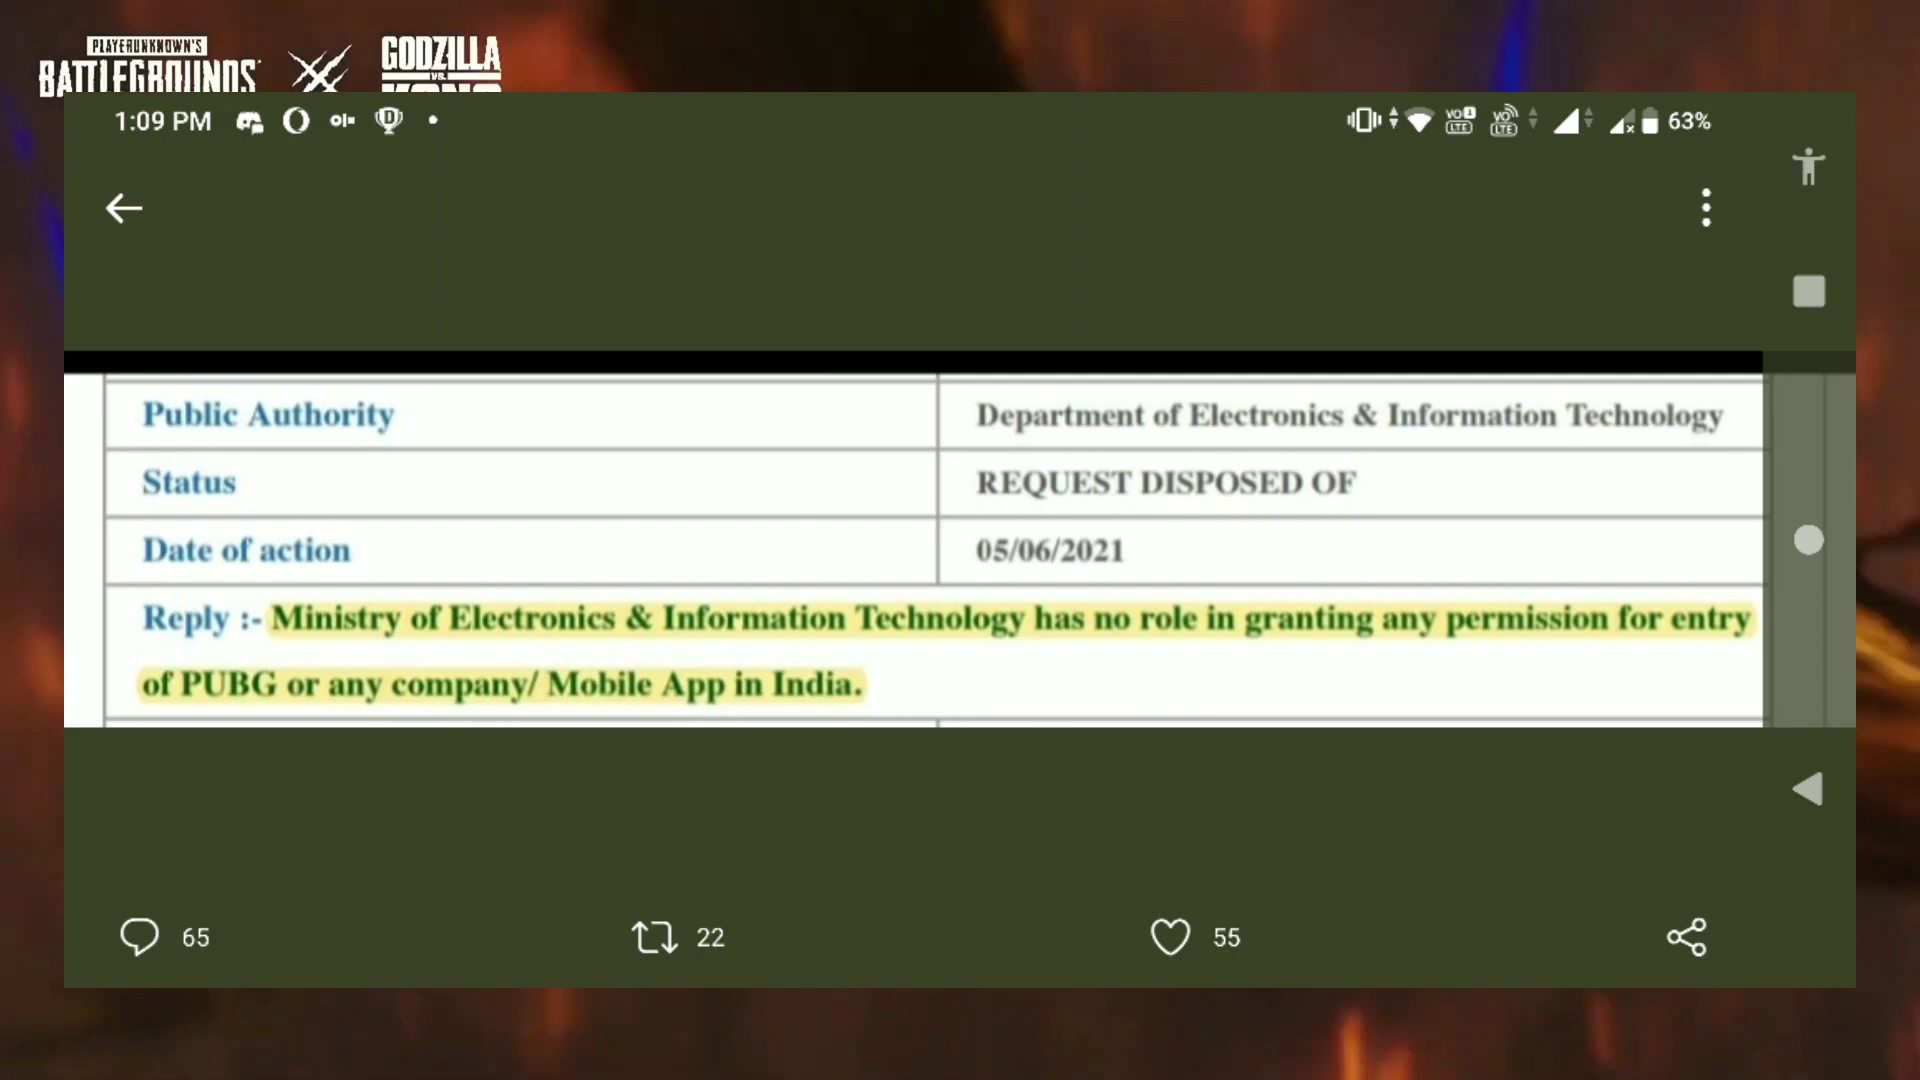 PLAYERUNKNOWN'S
BATTLEGROUNDS
GODZILLA
VS.
KONG
1:09 PM
63%
Public Authority Department of Electronics & Information Technology
Status REQUEST DISPOSED OF
Date of action 05/06/2021
Reply :- Ministry of Electronics & Information Technology has no role in granting any permission for entry
of PUBG or any company/ Mobile App in India.
65 22 55